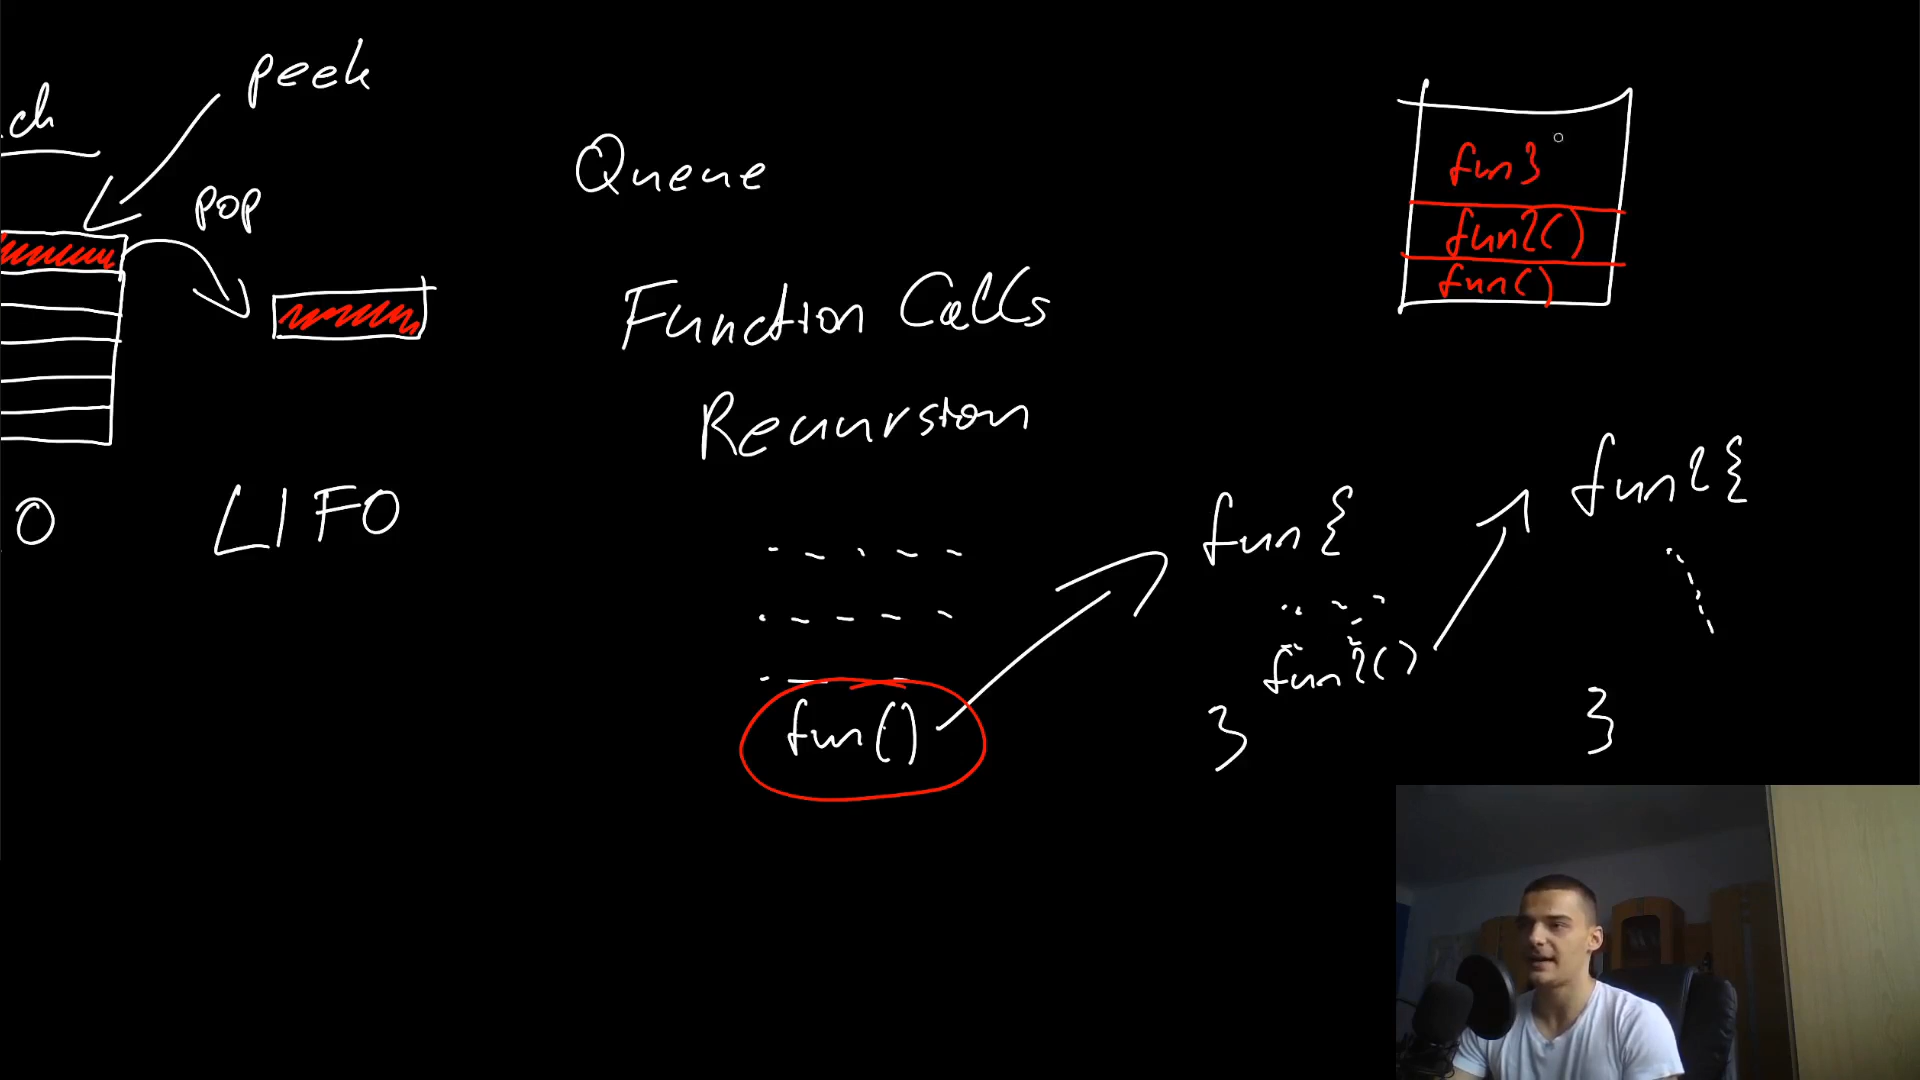 peek
ch
pop
O
LIFO
Queue
Function Calls
Recursion
fun()
fun{
fun2()
}
fun2{
}
fun3
fun2()
fun()